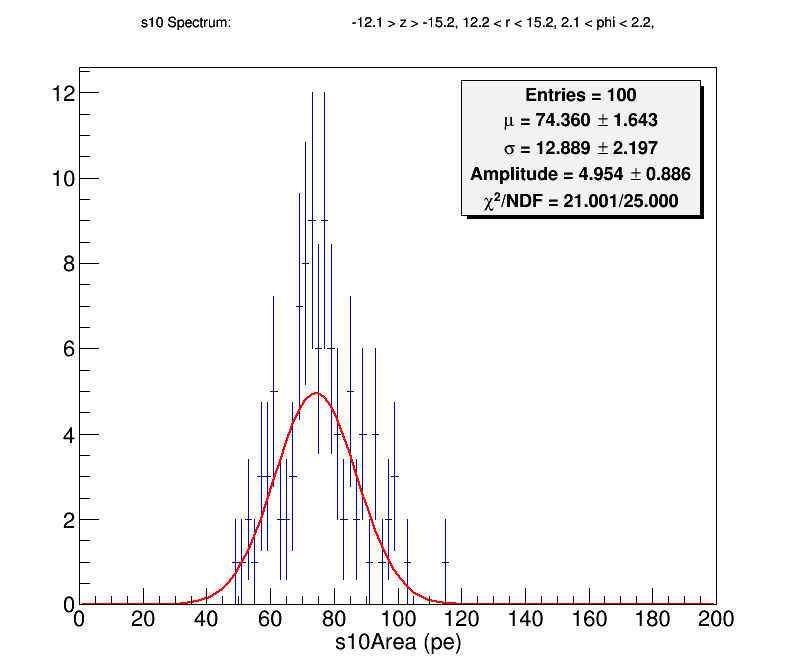 s10 Spectrum: -12.1 > z > -15.2, 12.2 < r < 15.2, 2.1 < phi < 2.2,
Entries = 100
μ = 74.360 ± 1.643
σ = 12.889 ± 2.197
Amplitude = 4.954 ± 0.886
χ²/NDF = 21.001/25.000
12
10
8
6
4
2
0
0 20 40 60 80 100 120 140 160 180 200
s10Area (pe)